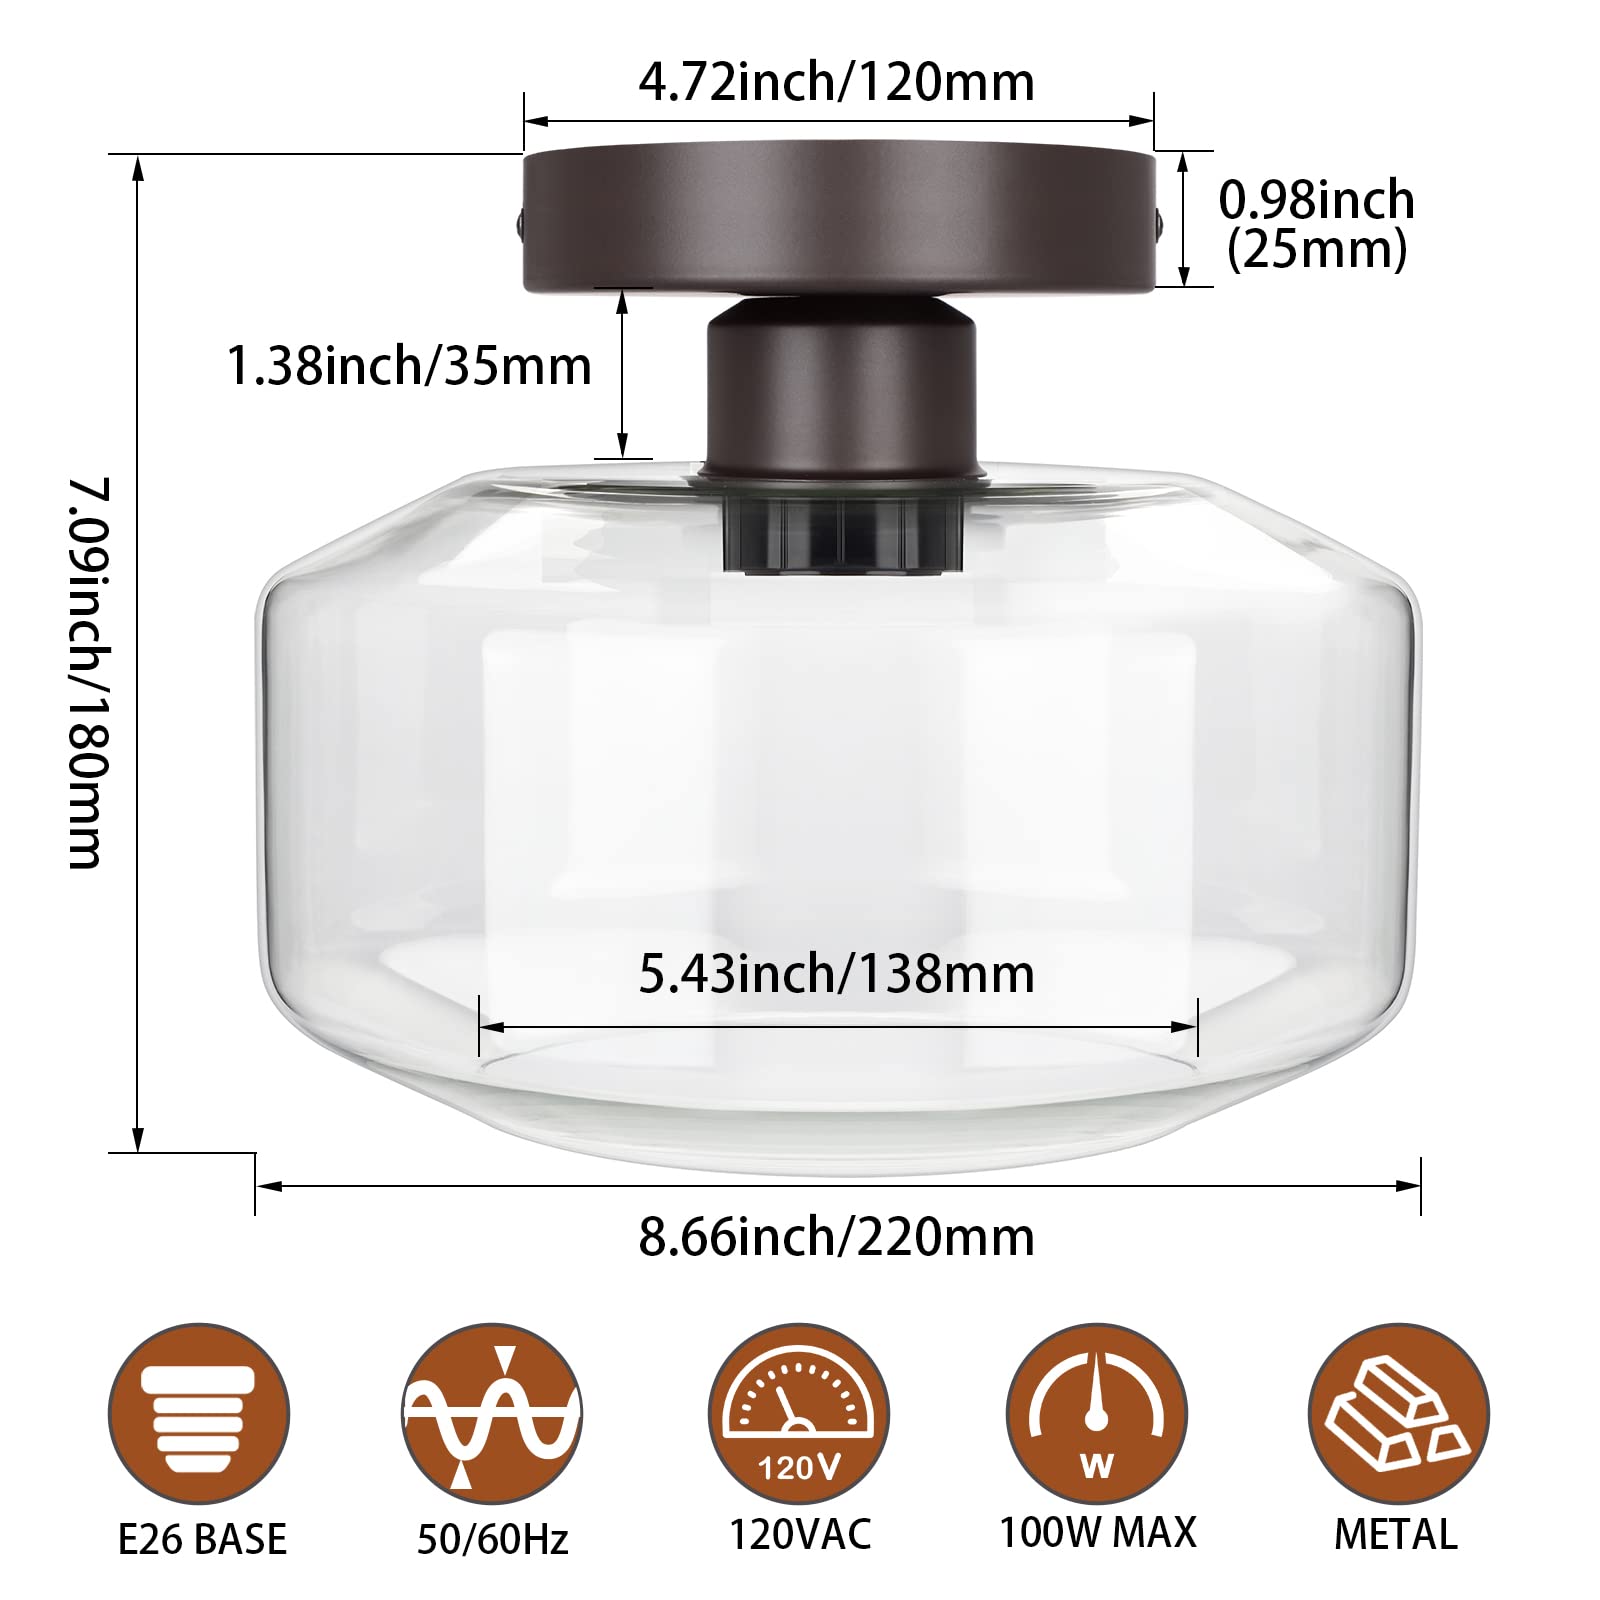 4.72inch/120mm
0.98inch
(25mm)
1.38inch/35mm
7.09inch/180mm
5.43inch/138mm
8.66inch/220mm
120V
W
E26 BASE
50/60Hz
120VAC
100W MAX
METAL